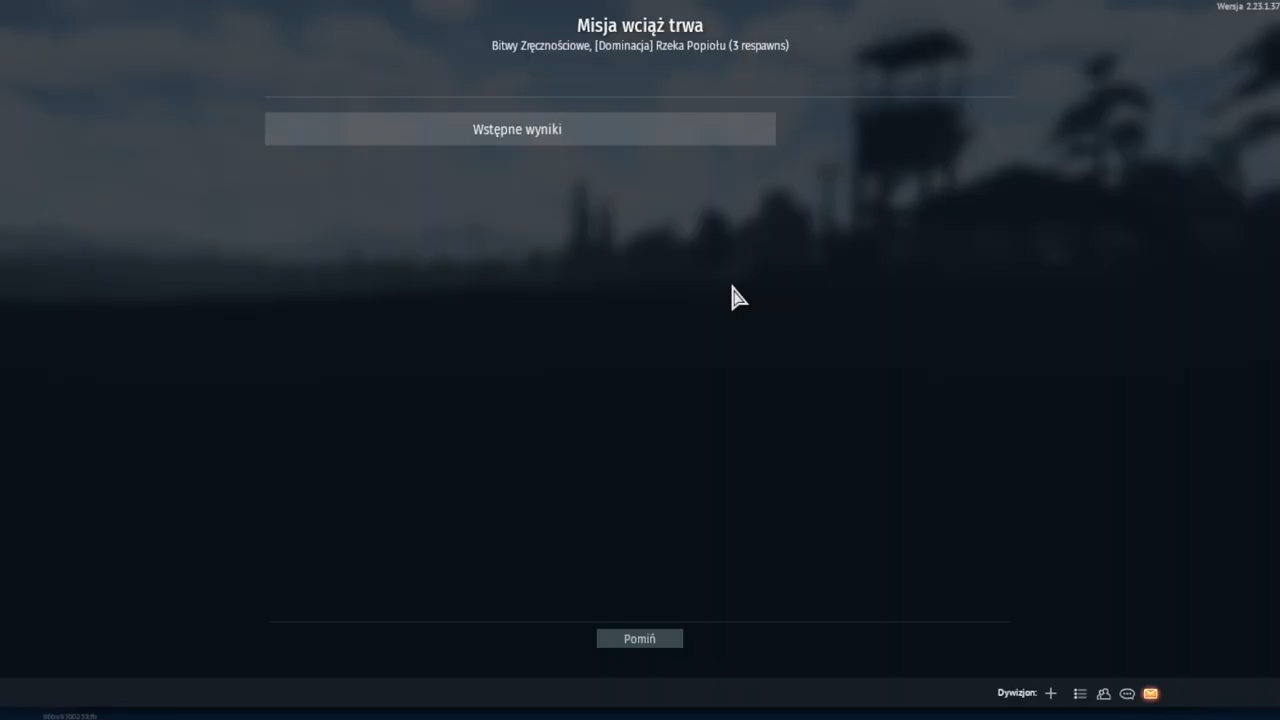 Wersja 2.23.1.37
Misja wciąż trwa
Bitwy Zręcznościowe, [Dominacja] Rzeka Popiołu (3 respawns)
Wstępne wyniki
Pomiń
Dywizjon: